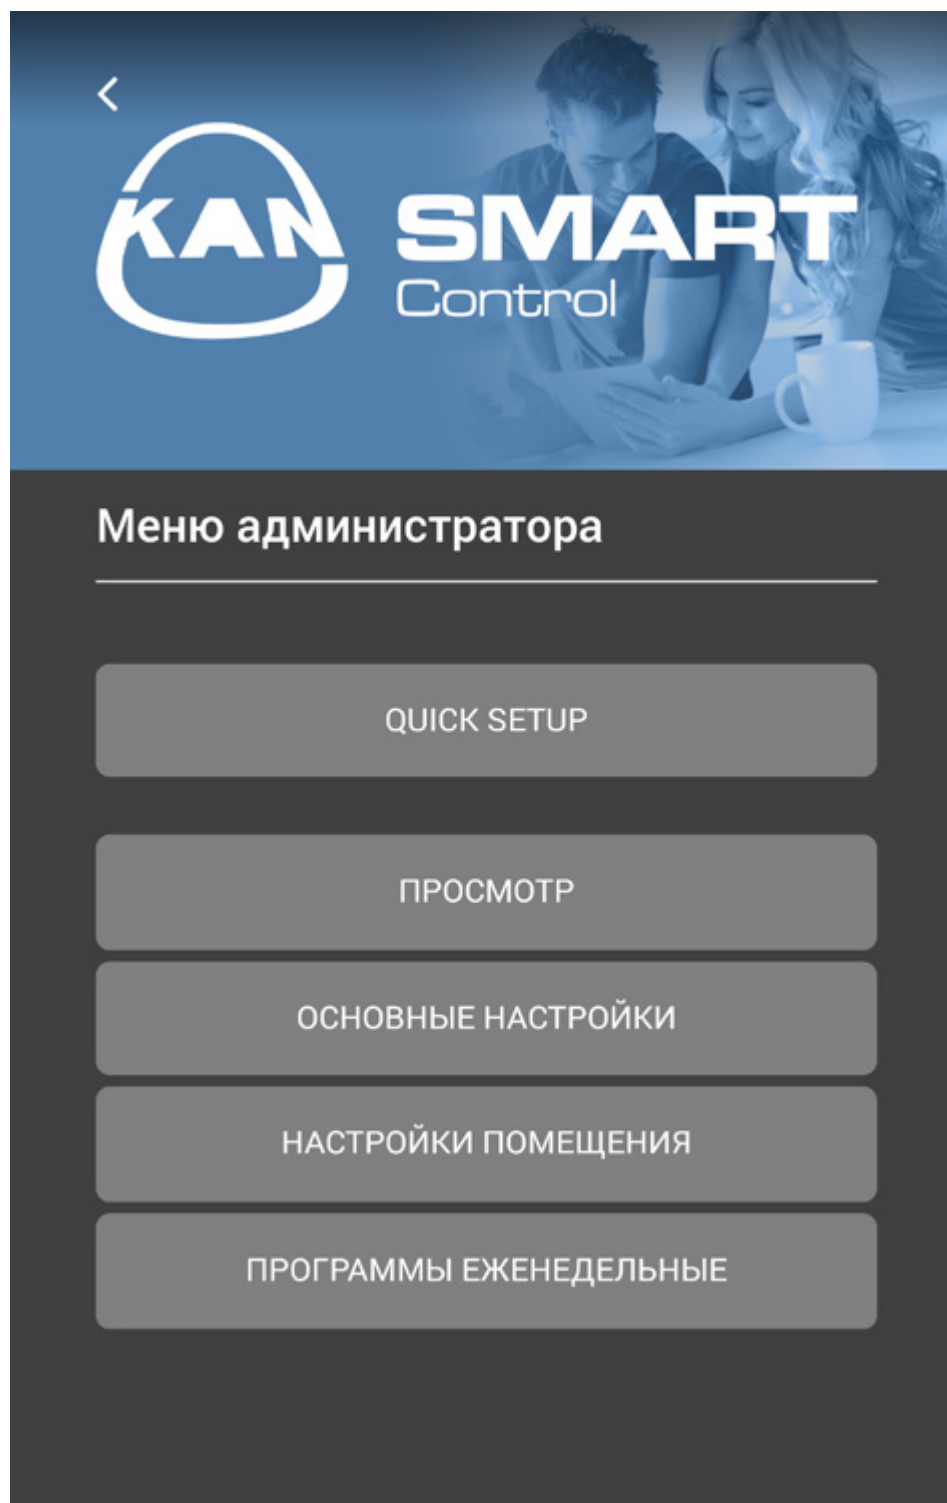 KAN
SMART
Control
Меню администратора
QUICK SETUP
ПРОСМОТР
ОСНОВНЫЕ НАСТРОЙКИ
НАСТРОЙКИ ПОМЕЩЕНИЯ
ПРОГРАММЫ ЕЖЕНЕДЕЛЬНЫЕ